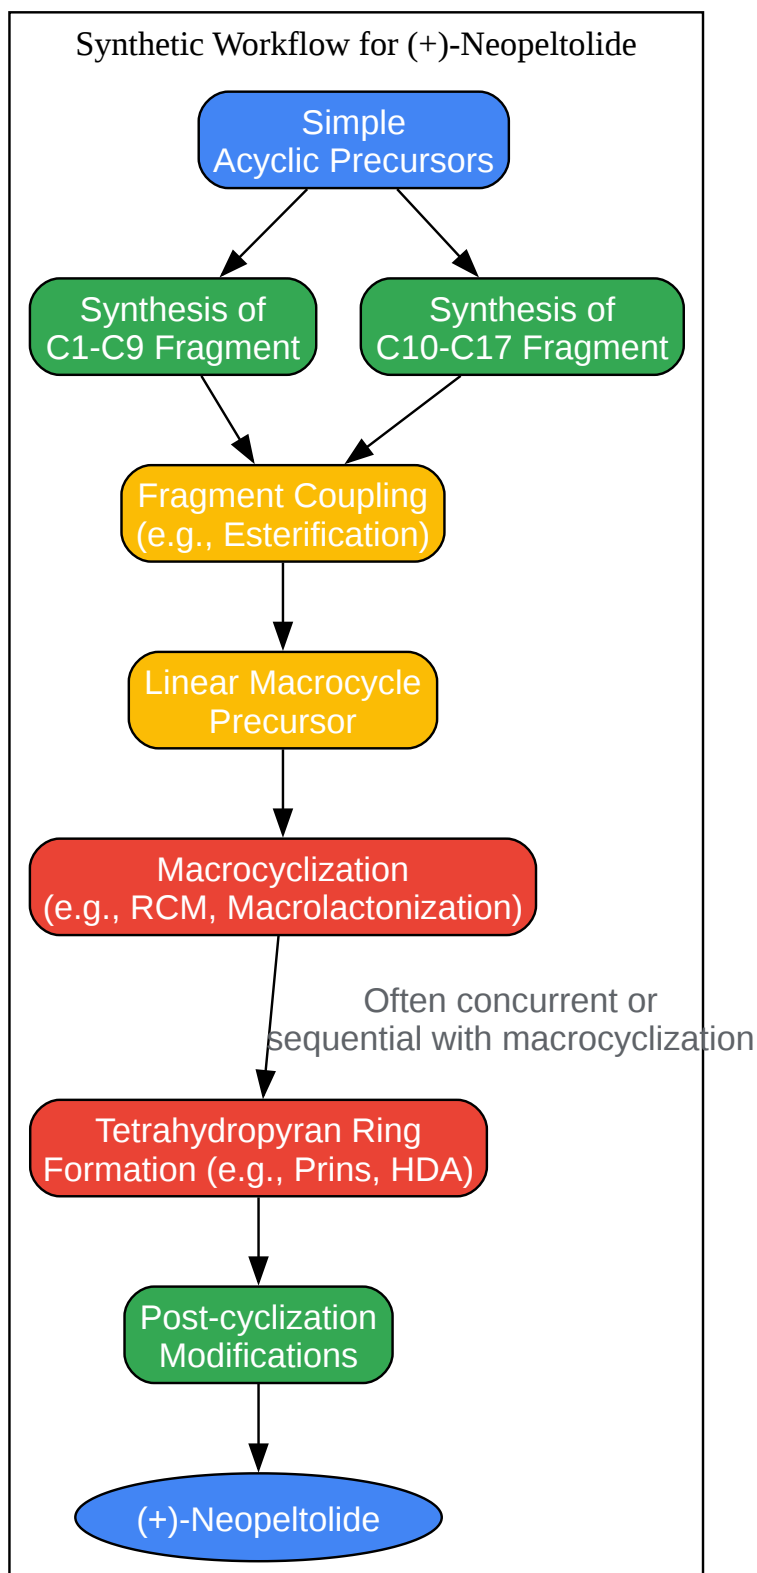 Synthetic Workflow for (+)-Neopeltolide
Simple
Acyclic Precursors
Synthesis of
C1-C9 Fragment
Synthesis of
C10-C17 Fragment
Fragment Coupling
(e.g., Esterification)
Linear Macrocycle
Precursor
Macrocyclization
(e.g., RCM, Macrolactonization)
Often concurrent or
sequential with macrocyclization
Tetrahydropyran Ring
Formation (e.g., Prins, HDA)
Post-cyclization
Modifications
(+)-Neopeltolide